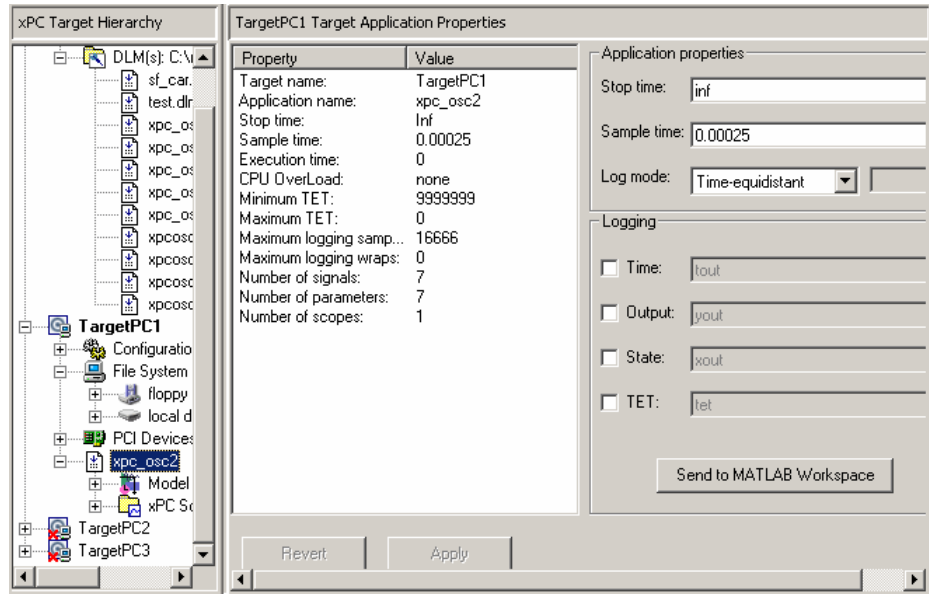 xPC Target Hierarchy
DLM(s): C:\
sf_car.
test.dlr
xpc_os
xpc_os
xpc_os
xpc_os
xpc_os
xpcosc
xpcosc
xpcosc
xpcosc
TargetPC1
Configuratio
File System
floppy
local d
PCI Devices
xpc_osc2
Model
xPC Sc
TargetPC2
TargetPC3
TargetPC1 Target Application Properties
Property Value
Target name: TargetPC1
Application name: xpc_osc2
Stop time: Inf
Sample time: 0.00025
Execution time: 0
CPU OverLoad: none
Minimum TET: 9999999
Maximum TET: 0
Maximum logging samp... 16666
Maximum logging wraps: 0
Number of signals: 7
Number of parameters: 7
Number of scopes: 1
Revert Apply
Application properties
Stop time: inf
Sample time: 0.00025
Log mode: Time-equidistant
Logging
Time: tout
Output: yout
State: xout
TET: tet
Send to MATLAB Workspace